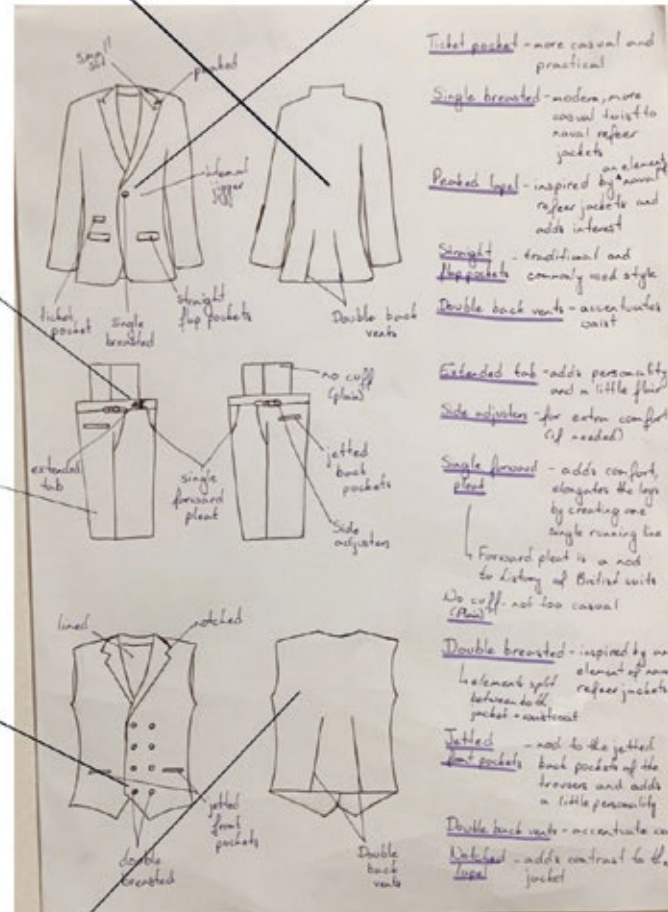 small
slit
peaked
internal
jigger
ticket
pocket
single
breasted
straight
flap pockets
Double back
vents
no cuff
(plain)
extended
tab
single
forward
pleat
jetted
back
pockets
Side
adjusters
lined
notched
jetted
front
pockets
double
breasted
Double
back
vents
Ticket pocket - more casual and
practical
Single breasted - modern, more
casual twist to
naval refeer
jackets
an element
Peaked lapel - inspired by naval
refeer jackets and
adds interest
Straight - traditional and
flap pockets commonly used style
Double back vents - accentuates
waist
Extended tab - adds personality
and a little flair
Side adjusters - for extra comfort
(if needed)
Single forward - adds comfort,
pleat elongates the legs
by creating one
single running line
Forward pleat is a nod
to history of British suits
No cuff - not too casual
(Plain)
Double breasted - inspired by an
element of
elements split refeer jackets
between both
jacket + waistcoat
Jetted - nod to the jetted
front pockets back pockets of the
trousers and adds
a little personality
Double back vents - accentuate
Notched - adds contrast to the
lapel jacket